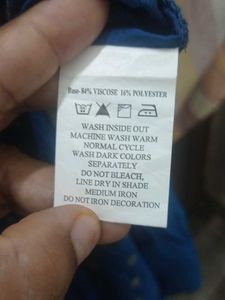 Base-84% VISCOSE 16% POLYESTER
WASH INSIDE OUT
MACHINE WASH WARM
NORMAL CYCLE
WASH DARK COLORS
SEPARATELY
DO NOT BLEACH,
LINE DRY IN SHADE
MEDIUM IRON
DO NOT IRON DECORATION